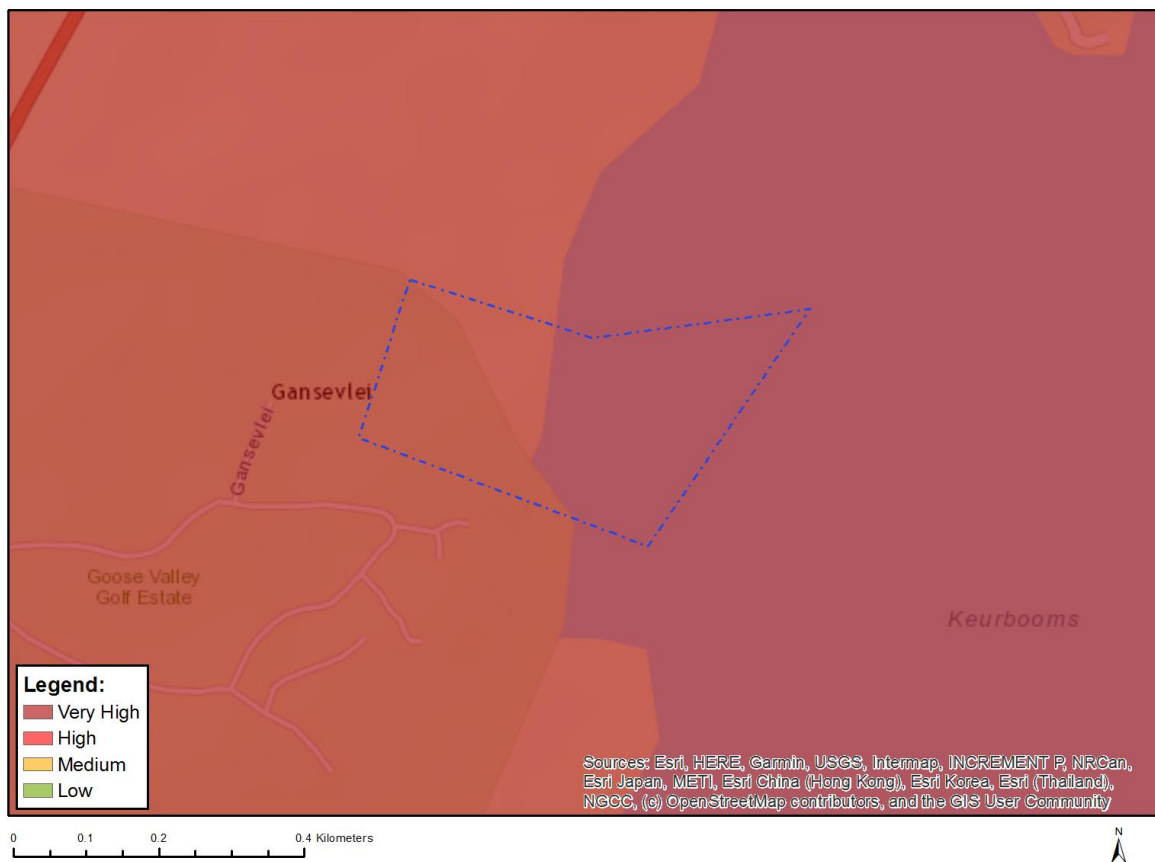 Gansevlei
Gansevlei
Goose Valley
Golf Estate
Keurbooms
Legend:
Very High
High
Medium
Low
Sources: Esri, HERE, Garmin, USGS, Intermap, INCREMENT P, NRCan,
Esri Japan, METI, Esri China (Hong Kong), Esri Korea, Esri (Thailand),
NGCC, (c) OpenStreetMap contributors, and the GIS User Community
0 0.1 0.2 0.4 Kilometers
N